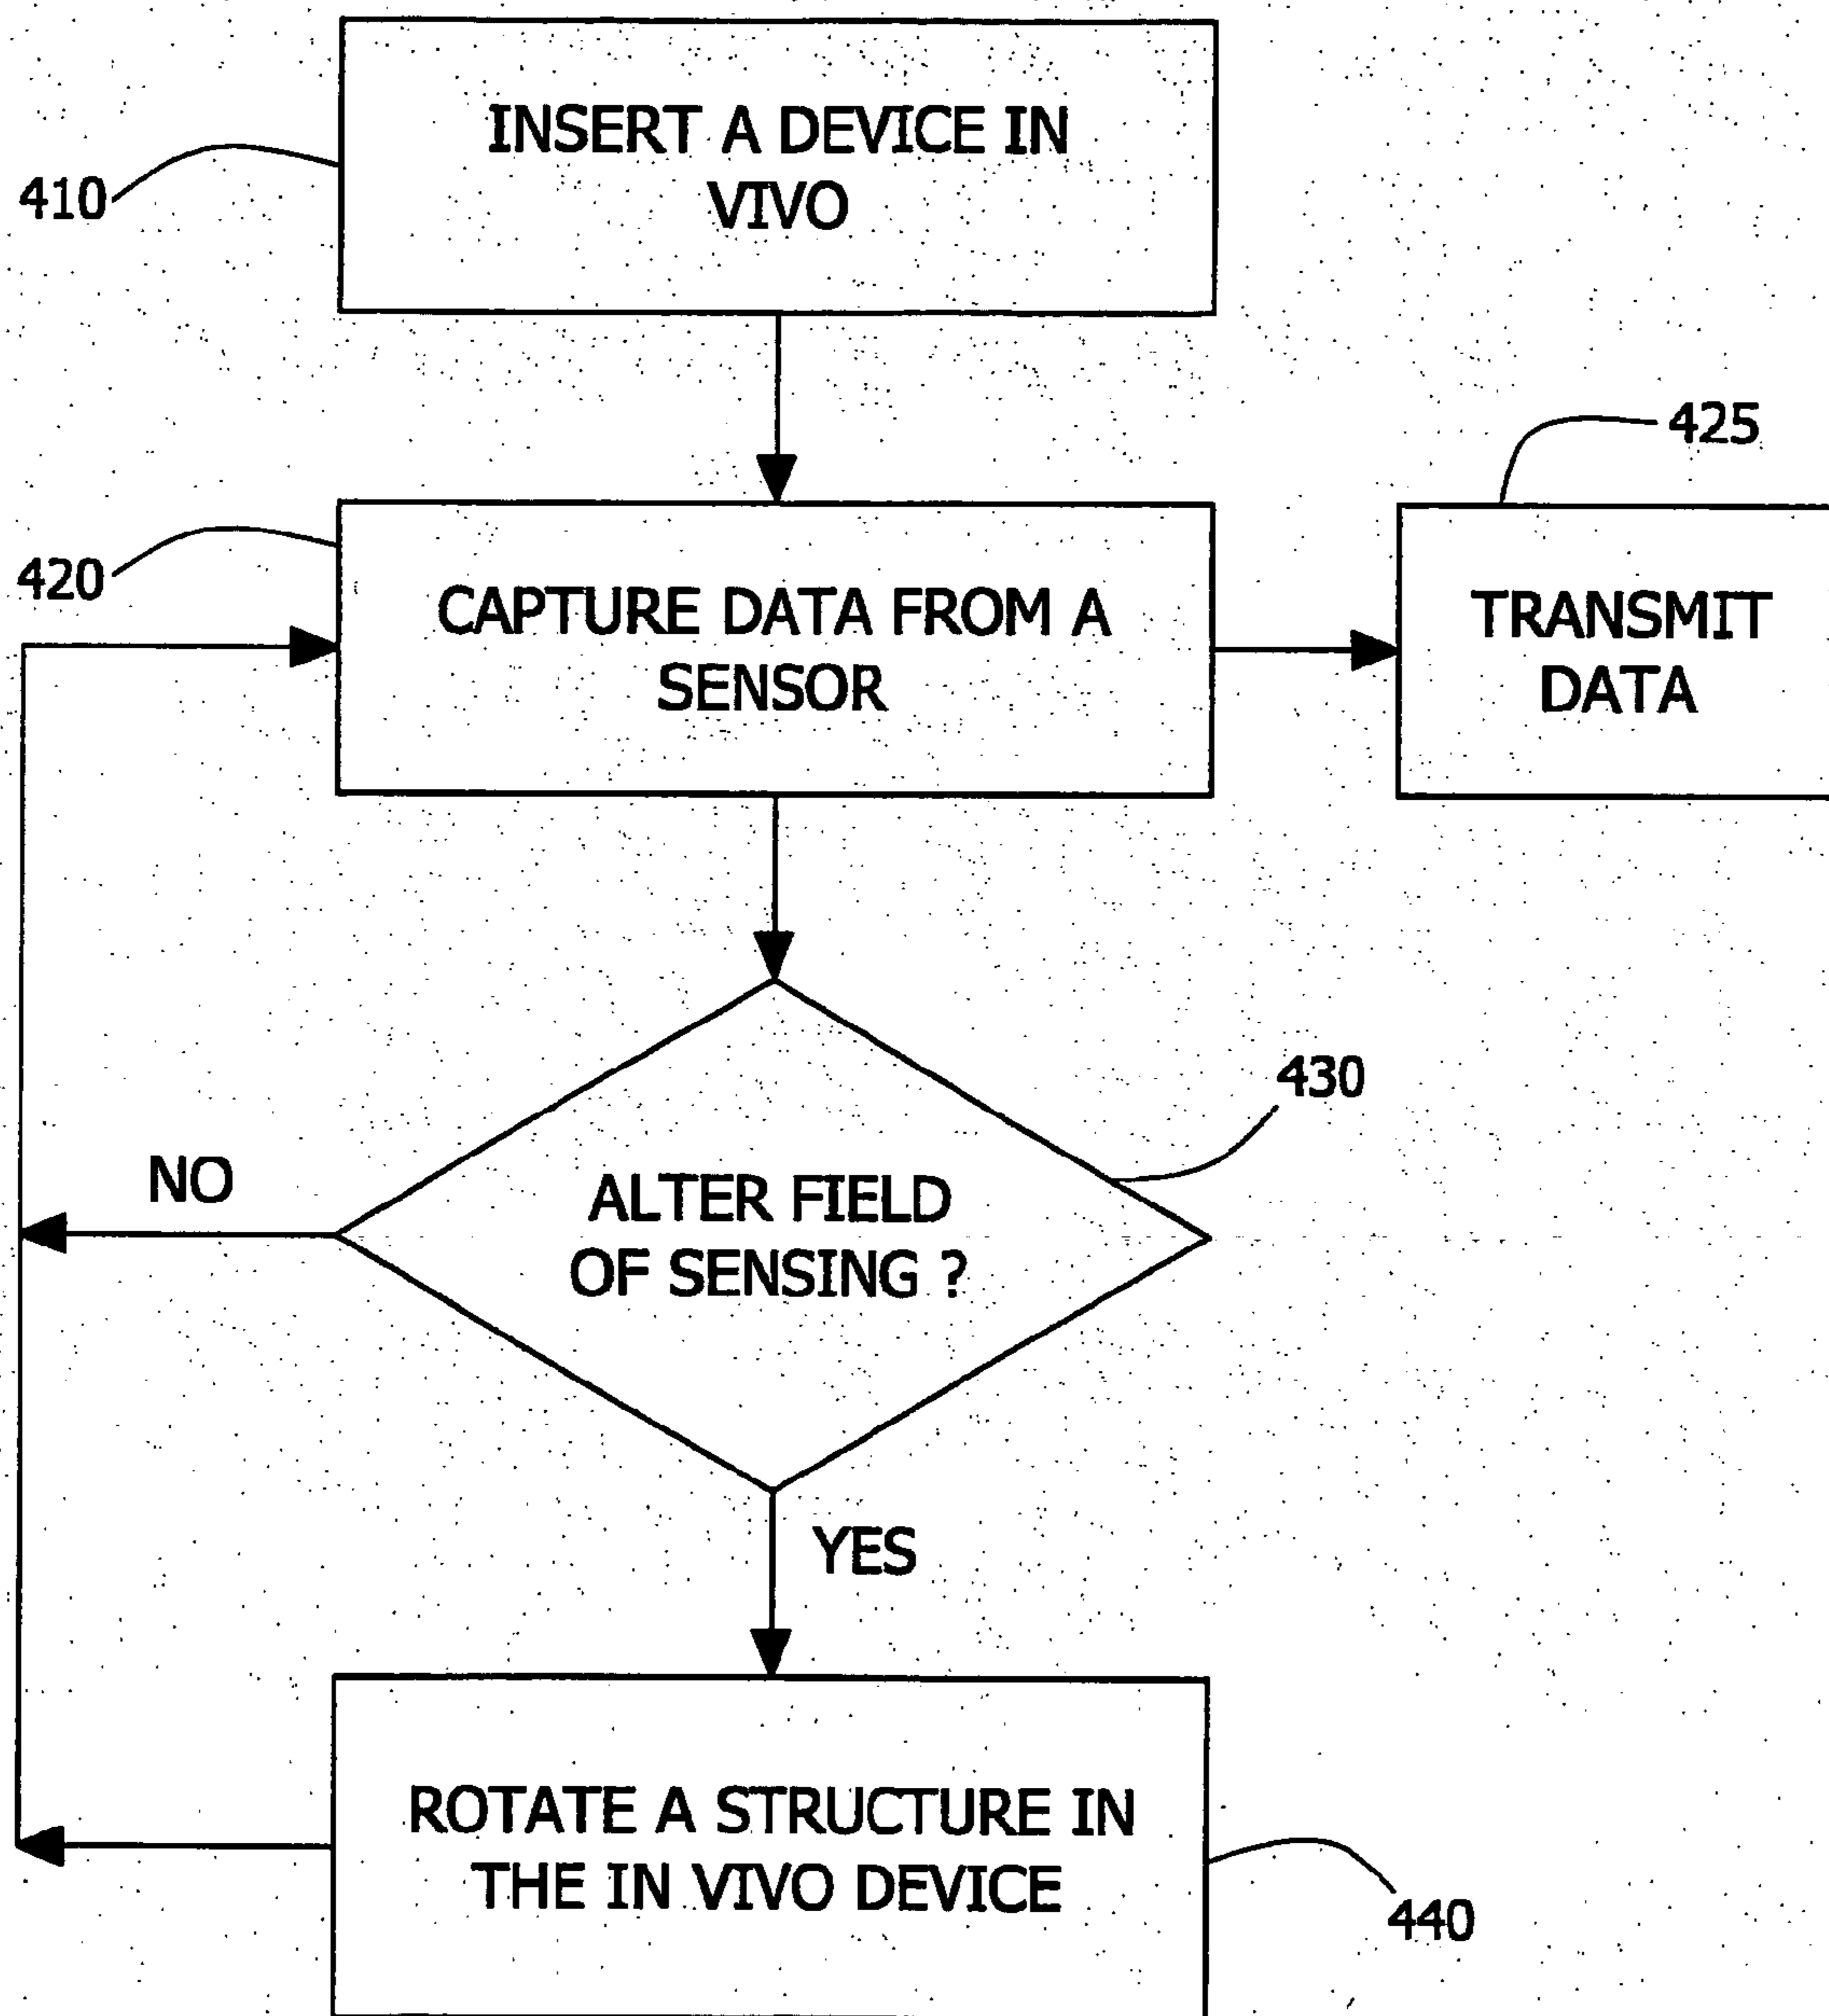 410
INSERT A DEVICE IN
VIVO
420
CAPTURE DATA FROM A
SENSOR
425
TRANSMIT
DATA
430
ALTER FIELD
OF SENSING ?
NO
YES
ROTATE A STRUCTURE IN
THE IN VIVO DEVICE
440